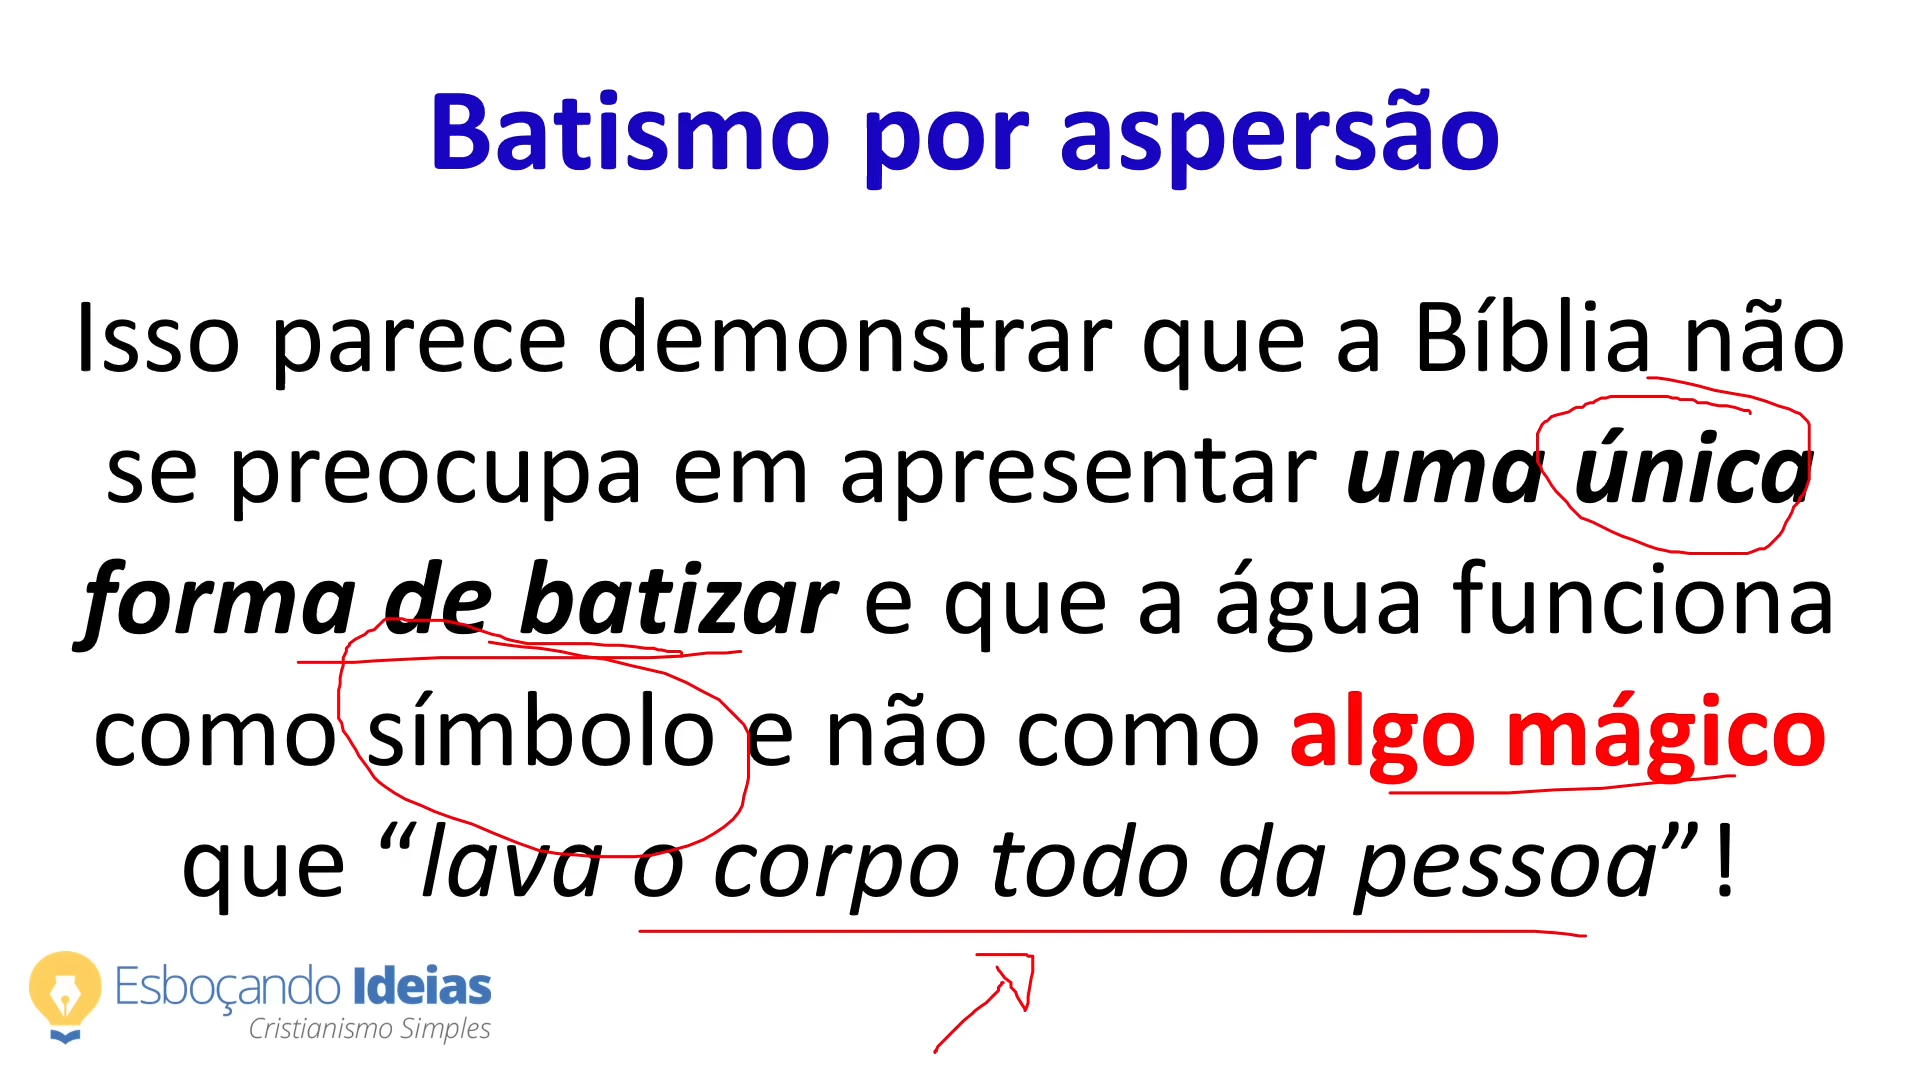 Batismo por aspersão
Isso parece demonstrar que a Bíblia não
se preocupa em apresentar uma única
forma de batizar e que a água funciona
como símbolo e não como algo mágico
que “lava o corpo todo da pessoa”!
Esboçando Ideias
Cristianismo Simples